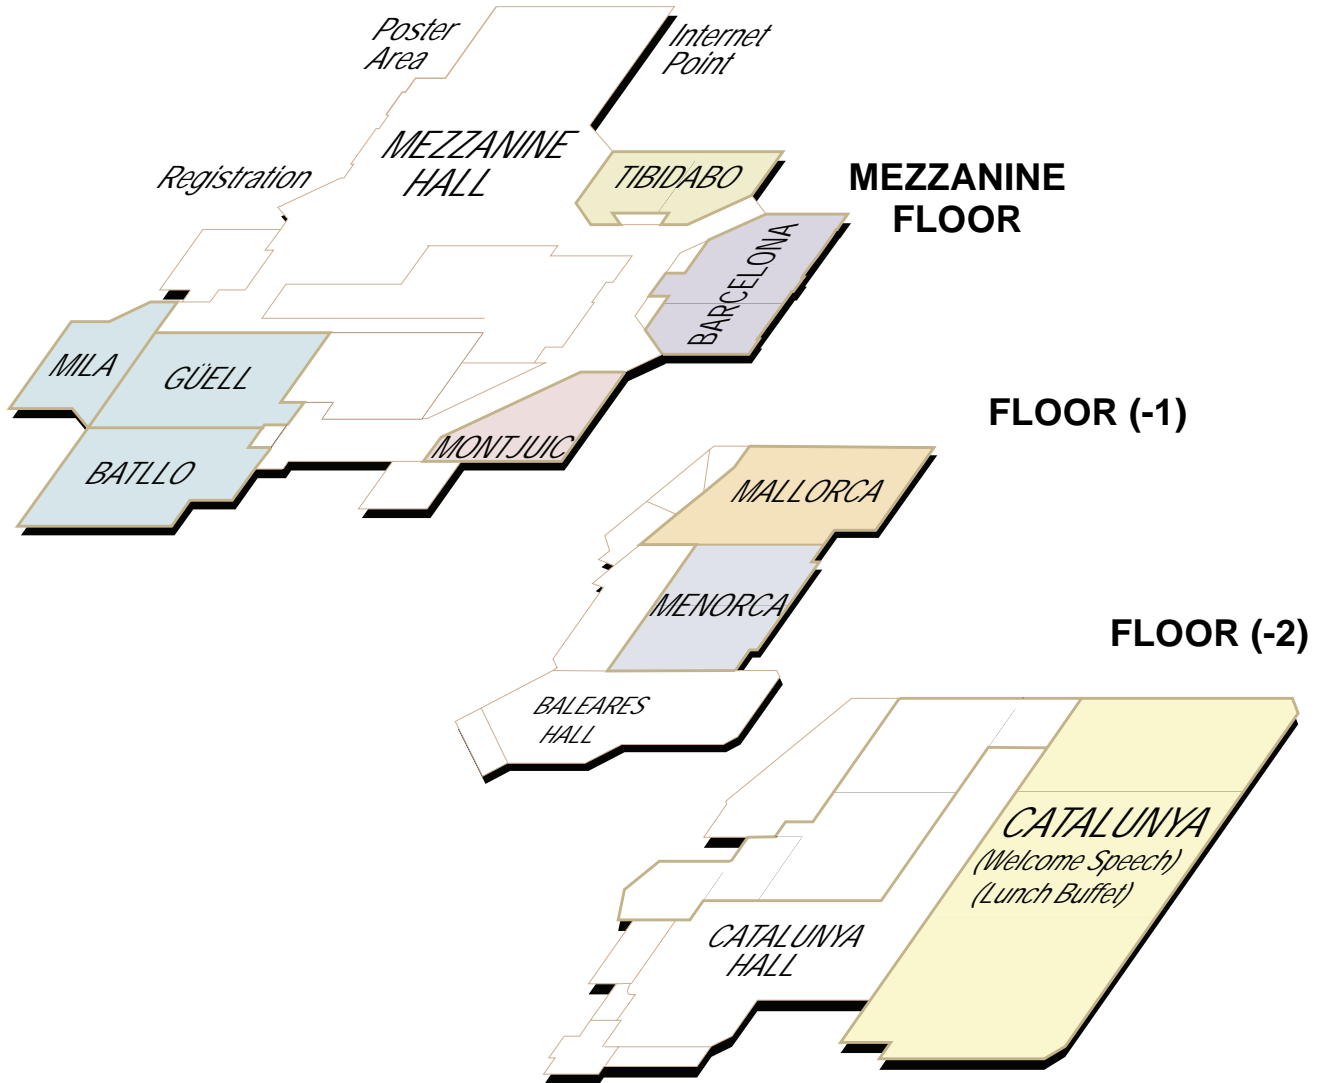 Poster
Area
Internet
Point
MEZZANINE
HALL
Registration
TIBIDABO
MEZZANINE
FLOOR
BARCELONA
MILA
GÜELL
MONTJUIC
BATLLO
FLOOR (-1)
MALLORCA
MENORCA
BALEARES
HALL
FLOOR (-2)
CATALUNYA
(Welcome Speech)
(Lunch Buffet)
CATALUNYA
HALL